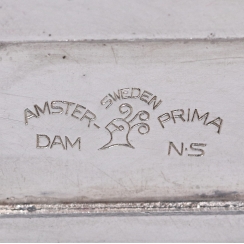 SWEDEN
AMSTER- PRIMA
DAM N·S